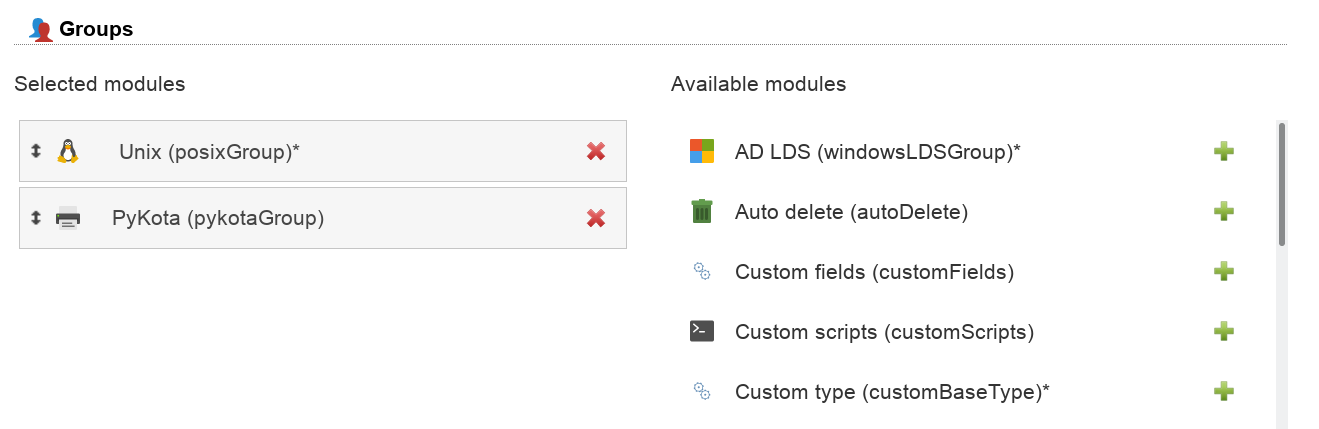 Groups
Selected modules
Available modules
Unix (posixGroup)*
PyKota (pykotaGroup)
AD LDS (windowsLDSGroup)*
Auto delete (autoDelete)
Custom fields (customFields)
Custom scripts (customScripts)
Custom type (customBaseType)*